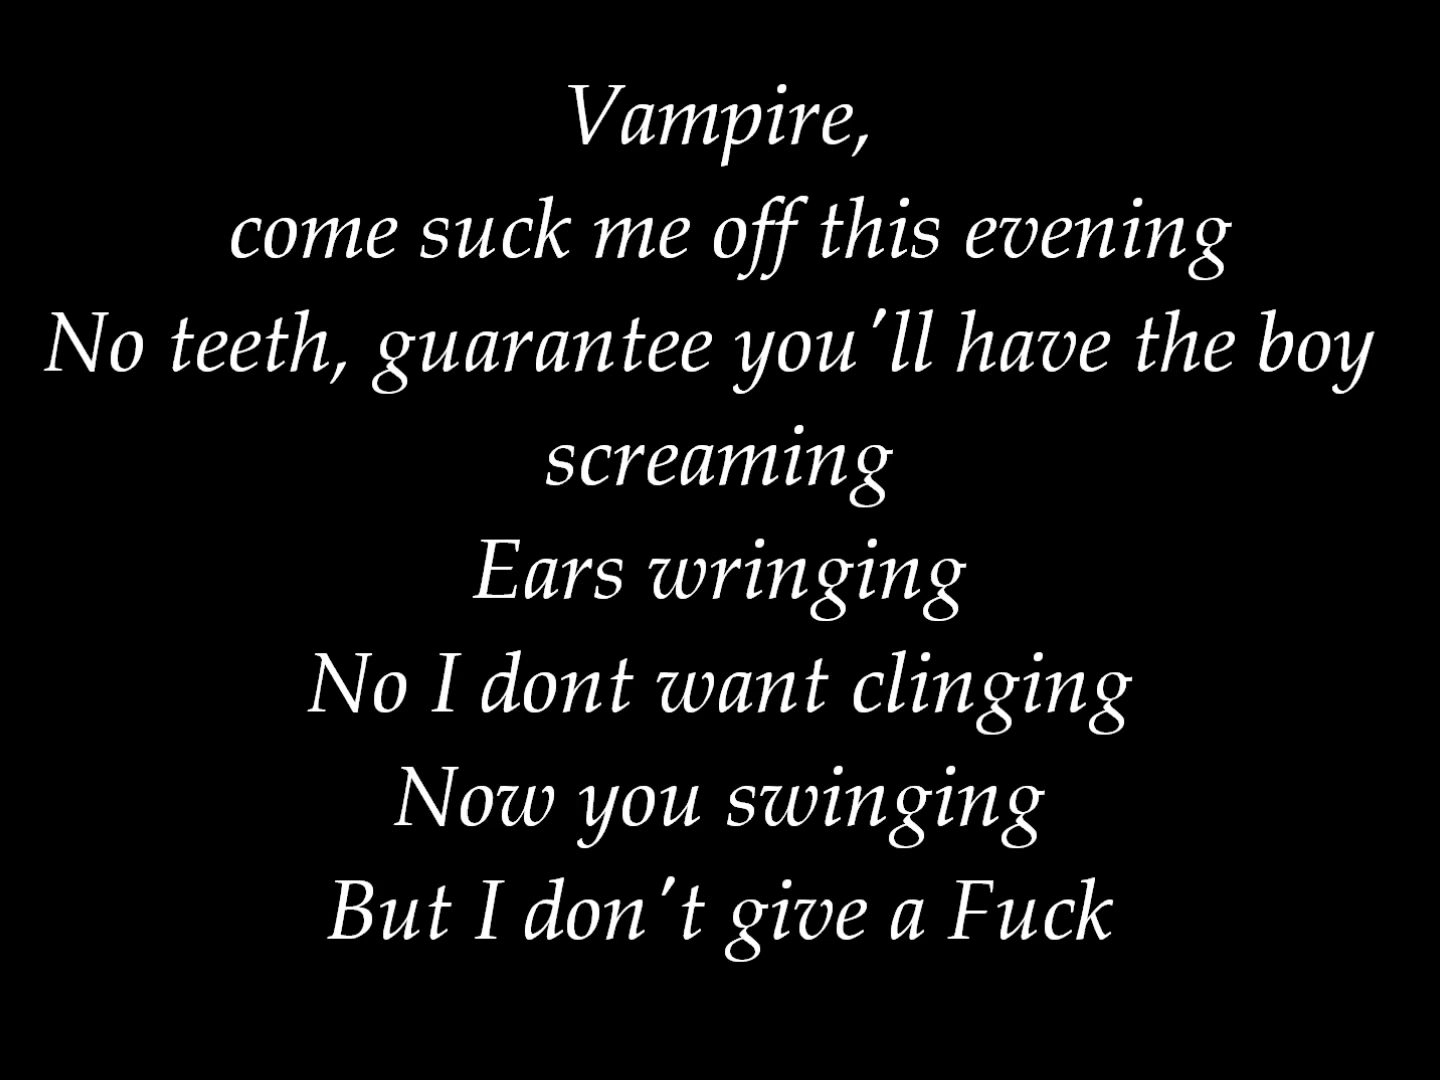 Vampire,
come suck me off this evening
No teeth, guarantee you'll have the boy
screaming
Ears wringing
No I dont want clinging
Now you swinging
But I don't give a Fuck